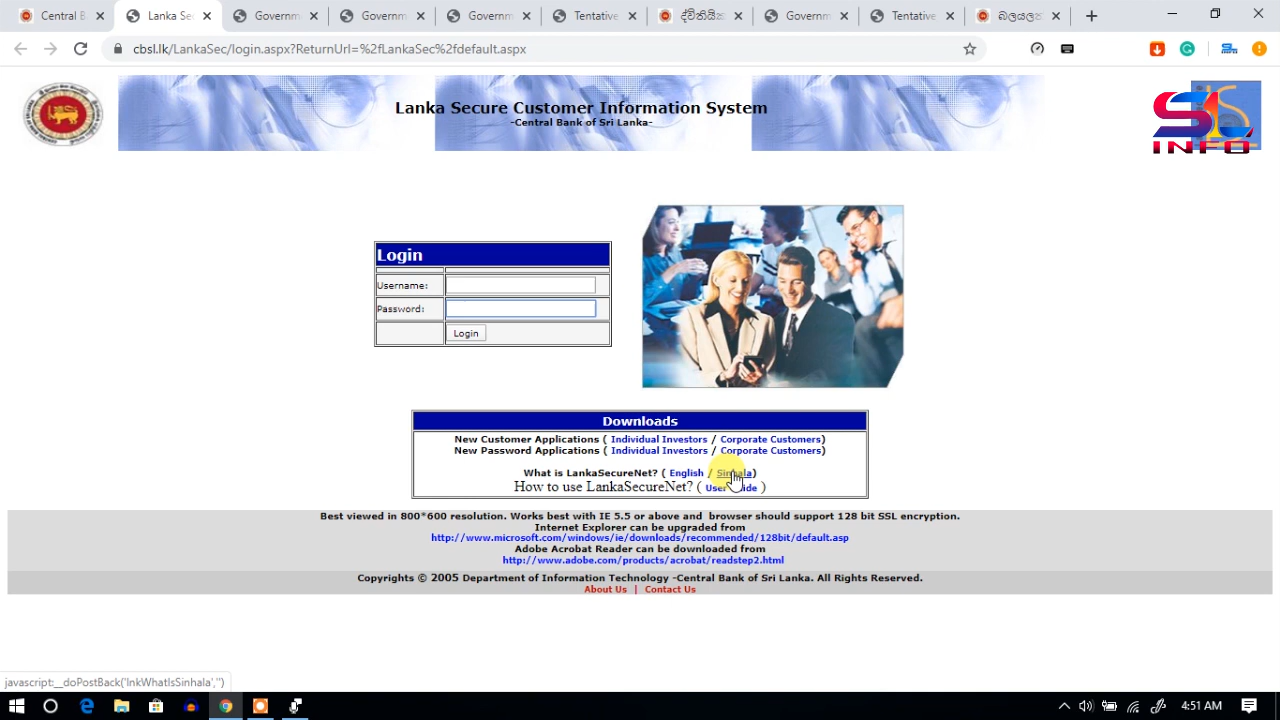 Central B
Lanka Se
Governm
Governm
Governm
Tentative
ද්විතීයික
Governm
Tentative
cbsl.lk/LankaSec/login.aspx?ReturnUrl=%2fLankaSec%2fdefault.aspx
Lanka Secure Customer Information System
-Central Bank of Sri Lanka-
SL
INFO
Login
Username:
Password:
Login
Downloads
New Customer Applications ( Individual Investors / Corporate Customers)
New Password Applications ( Individual Investors / Corporate Customers)
What is LankaSecureNet? ( English / Sinhala)
How to use LankaSecureNet? ( User Guide )
Best viewed in 800*600 resolution. Works best with IE 5.5 or above and browser should support 128 bit SSL encryption.
Internet Explorer can be upgraded from
http://www.microsoft.com/windows/ie/downloads/recommended/128bit/default.asp
Adobe Acrobat Reader can be downloaded from
http://www.adobe.com/products/acrobat/readstep2.html
Copyrights © 2005 Department of Information Technology -Central Bank of Sri Lanka. All Rights Reserved.
About Us | Contact Us
javascript:__doPostBack('lnkWhatIsSinhala','')
4:51 AM